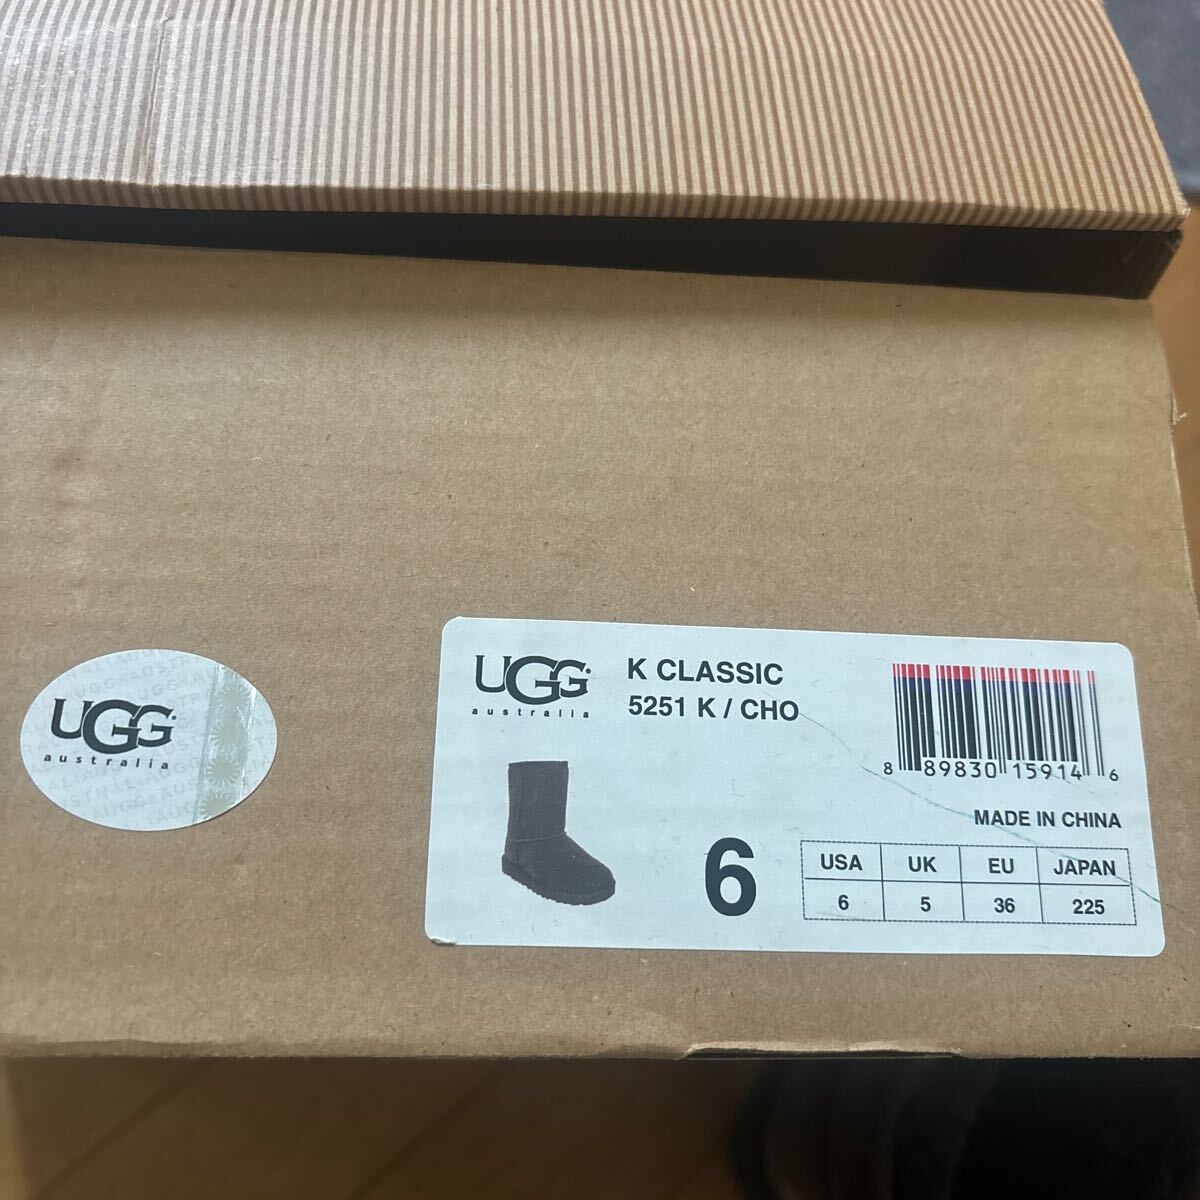 UGG
australia
UGG
australia
K CLASSIC
5251 K / CHO
8 89830 15914 6
MADE IN CHINA
6
USA UK EU JAPAN
6 5 36 225